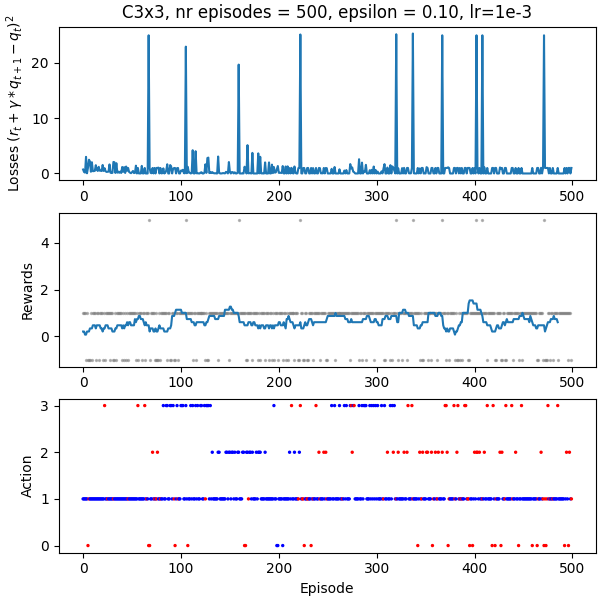 C3x3, nr episodes = 500, epsilon = 0.10, lr=1e-3
Losses $(r_t + \gamma * q_{t+1} - q_t)^2$
20
10
0
0 100 200 300 400 500
Rewards
4
2
0
0 100 200 300 400 500
Action
3
2
1
0
0 100 200 300 400 500
Episode